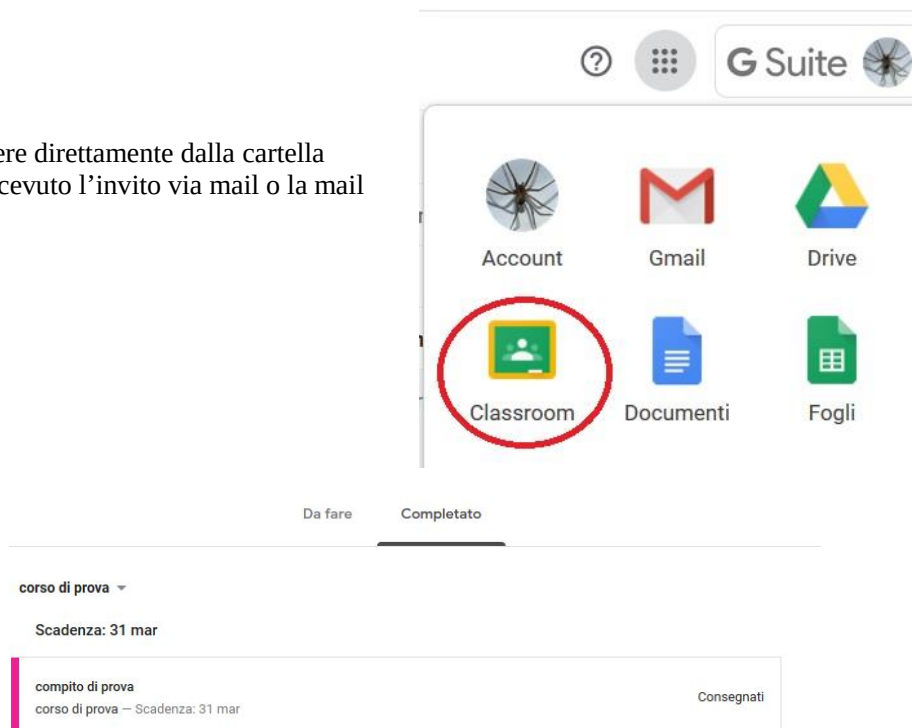 G Suite
ere direttamente dalla cartella
cevuto l’invito via mail o la mail
Account Gmail Drive
Classroom Documenti Fogli
Da fare Completato
corso di prova
Scadenza: 31 mar
compito di prova
Consegnati
corso di prova — Scadenza: 31 mar